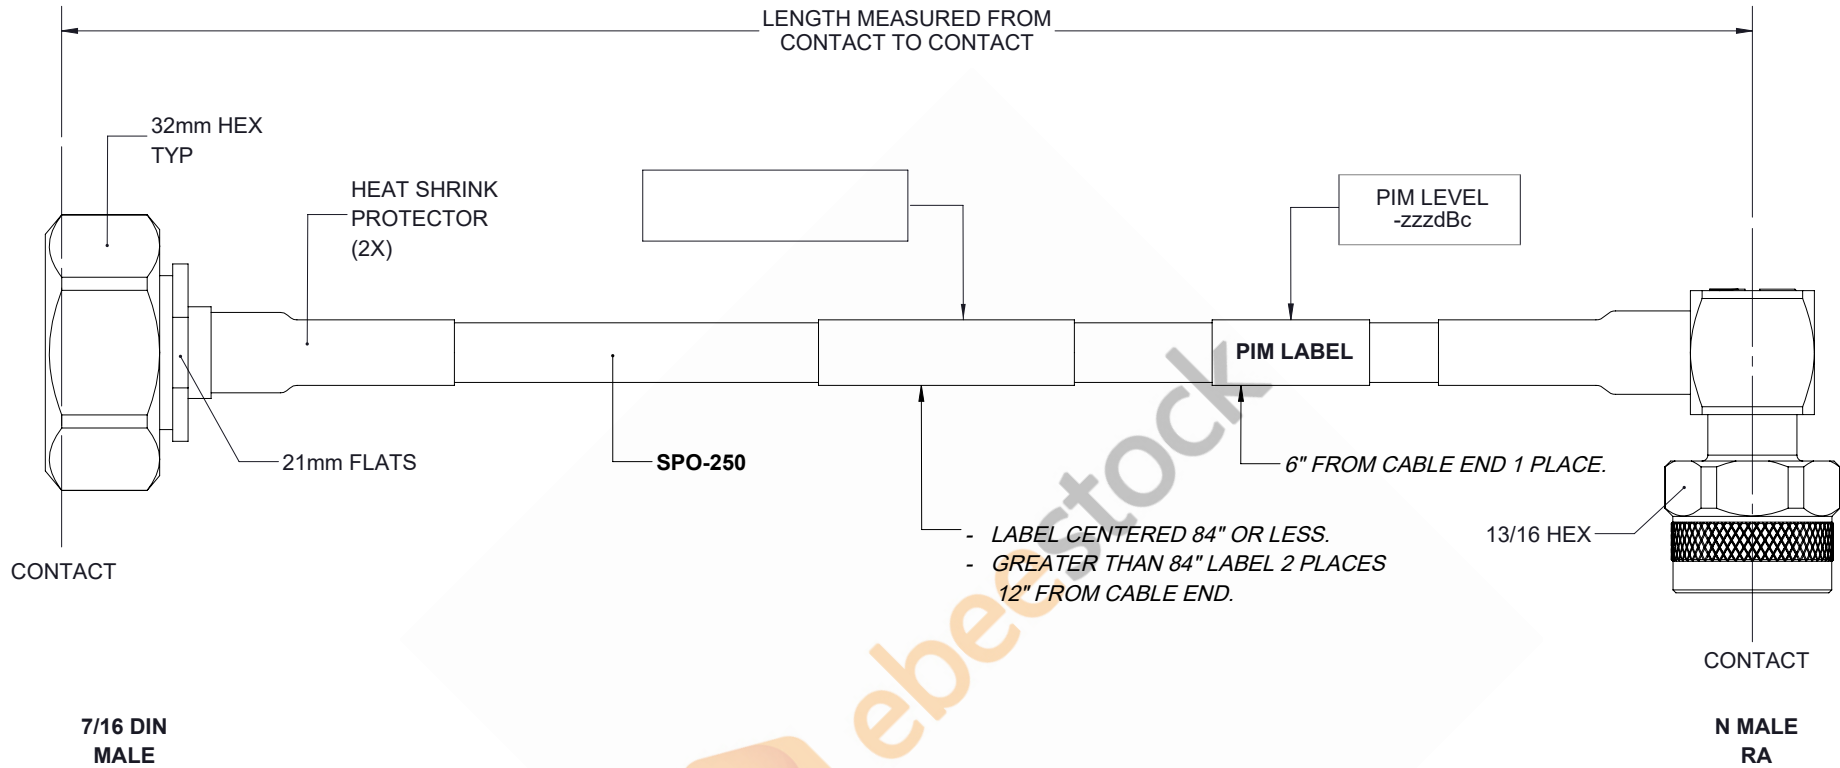 LENGTH MEASURED FROM
CONTACT TO CONTACT
32mm HEX
TYP
HEAT SHRINK
PROTECTOR
(2X)
PIM LEVEL
-zzzdBc
PIM LABEL
21mm FLATS
SPO-250
6" FROM CABLE END 1 PLACE.
- LABEL CENTERED 84" OR LESS.
- GREATER THAN 84" LABEL 2 PLACES
12" FROM CABLE END.
13/16 HEX
CONTACT
CONTACT
7/16 DIN
MALE
N MALE
RA
ebeestock